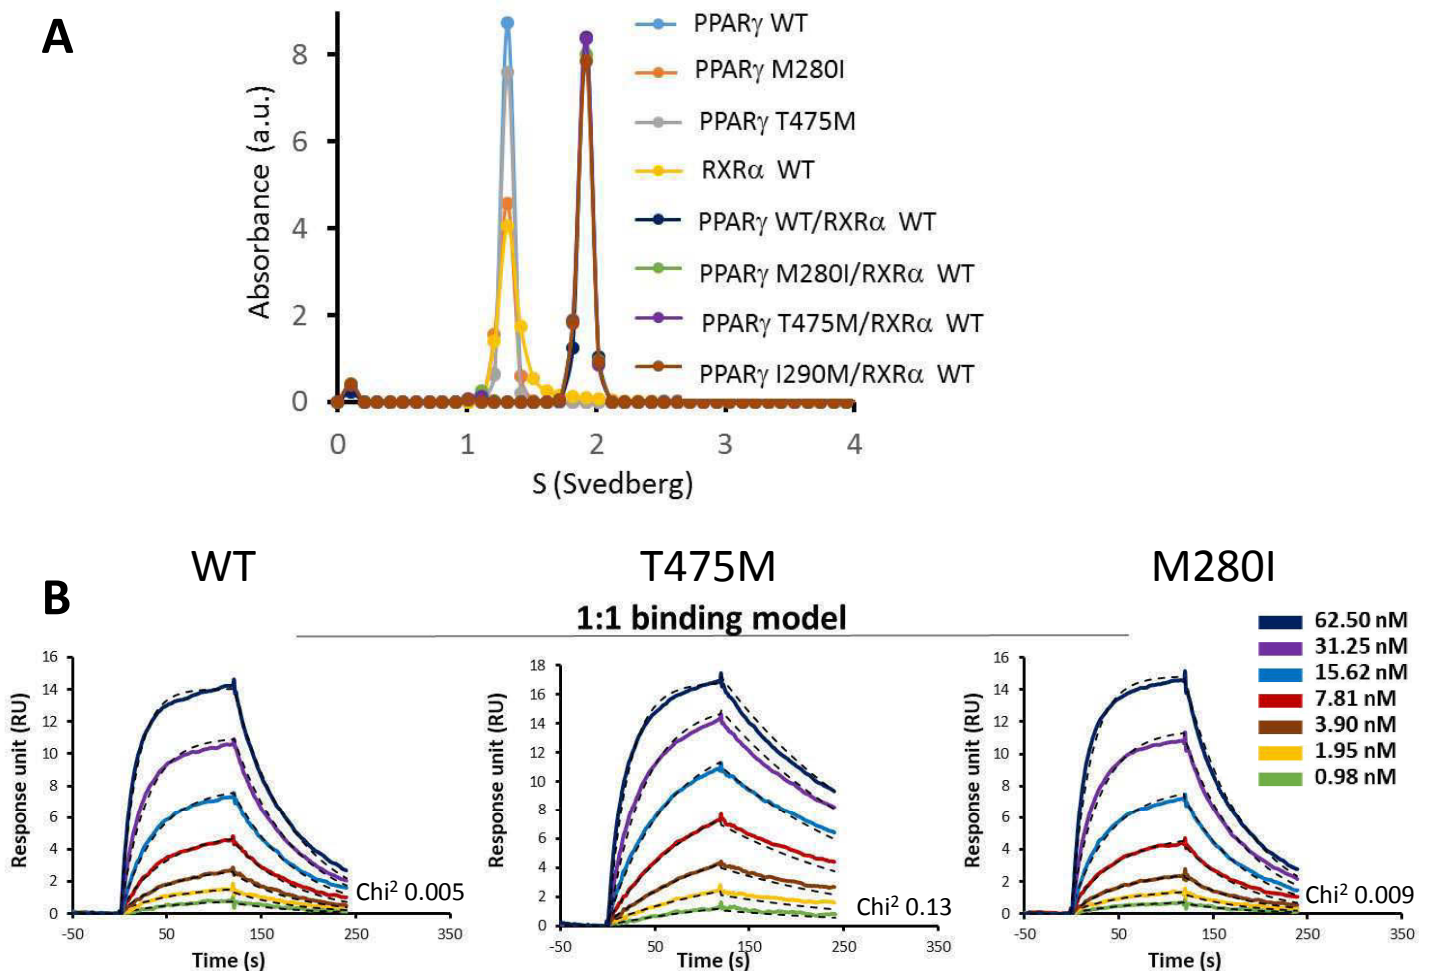 A
8
6
4
2
0
Absorbance (a.u.)
0 1 2 3 4
S (Svedberg)
PPARγ WT
PPARγ M280I
PPARγ T475M
RXRα WT
PPARγ WT/RXRα WT
PPARγ M280I/RXRα WT
PPARγ T475M/RXRα WT
PPARγ I290M/RXRα WT
WT T475M M280I
B
1:1 binding model
62.50 nM
31.25 nM
15.62 nM
7.81 nM
3.90 nM
1.95 nM
0.98 nM
Response unit (RU)
16
14
12
10
8
6
4
2
0
-50 50 150 250 350
Time (s)
Chi² 0.005
Response unit (RU)
18
16
14
12
10
8
6
4
2
0
-50 50 150 250 350
Time (s)
Chi² 0.13
Response unit (RU)
16
14
12
10
8
6
4
2
0
-50 50 150 250 350
Time (s)
Chi² 0.009